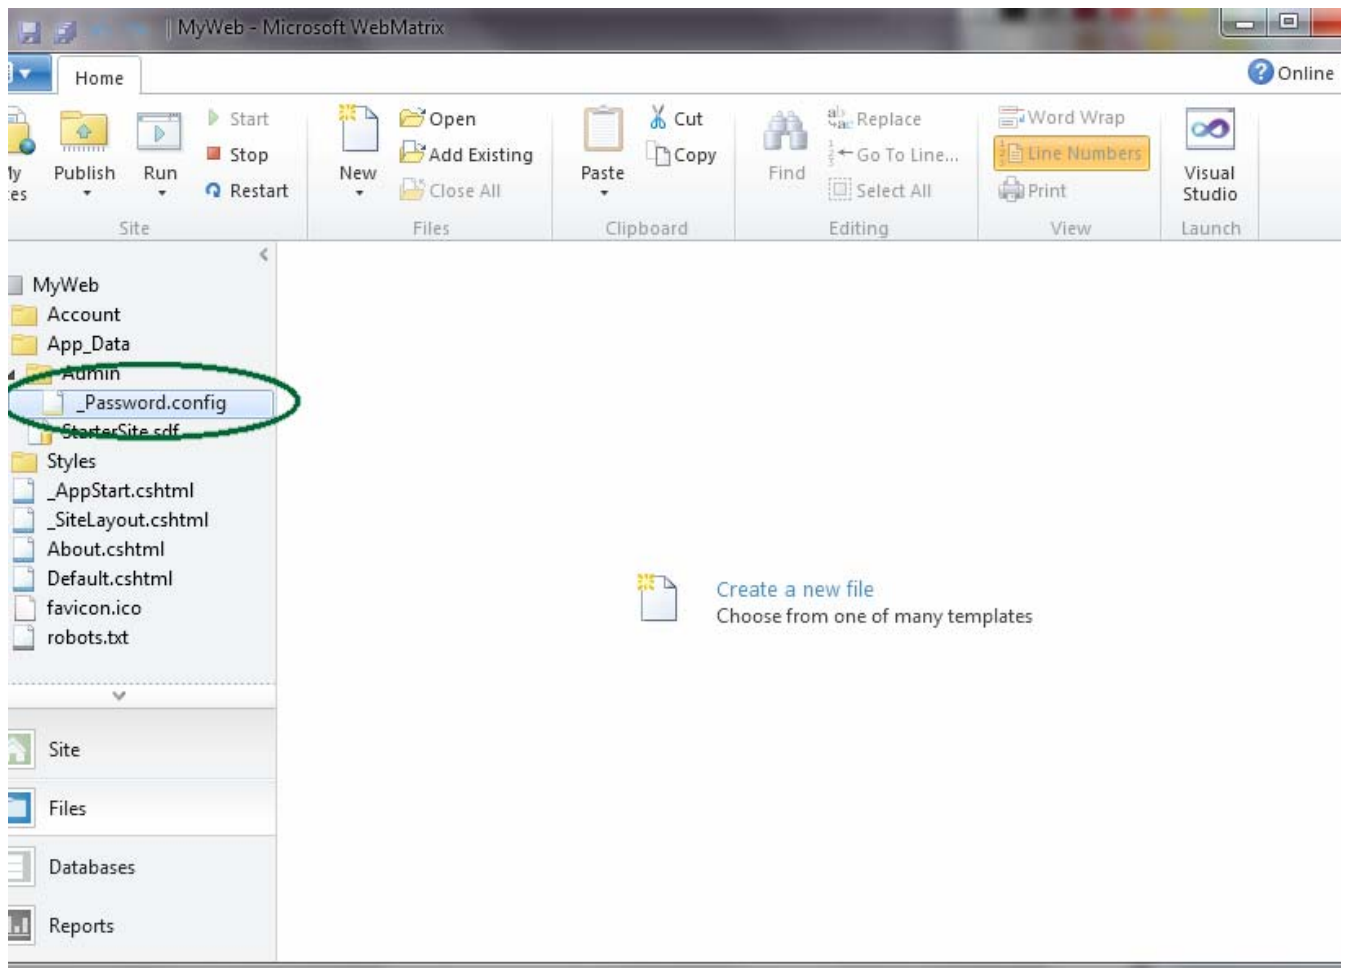 MyWeb - Microsoft WebMatrix
Home
Online
Publish
Run
Start
Stop
Restart
Site
New
Open
Add Existing
Close All
Files
Paste
Cut
Copy
Clipboard
Find
Replace
Go To Line...
Select All
Editing
Word Wrap
Line Numbers
Print
View
Visual
Studio
Launch
MyWeb
Account
App_Data
Admin
_Password.config
StarterSite.sdf
Styles
_AppStart.cshtml
_SiteLayout.cshtml
About.cshtml
Default.cshtml
favicon.ico
robots.txt
Create a new file
Choose from one of many templates
Site
Files
Databases
Reports